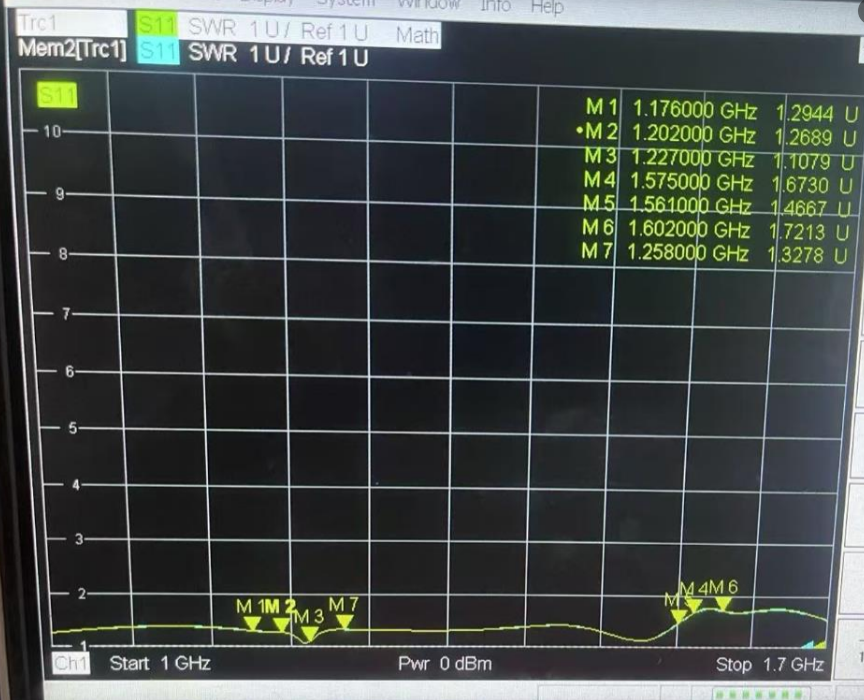 Display System Window Info Help
Trc1 S11 SWR 1 U/ Ref 1 U Math
Mem2[Trc1] S11 SWR 1 U/ Ref 1 U
S11
M 1 1.176000 GHz 1.2944 U
•M 2 1.202000 GHz 1.2689 U
M 3 1.227000 GHz 1.1079 U
M 4 1.575000 GHz 1.6730 U
M 5 1.561000 GHz 1.4667 U
M 6 1.602000 GHz 1.7213 U
M 7 1.258000 GHz 1.3278 U
10
9
8
7
6
5
4
3
2
M 1 M 2 M 3 M 7 M 5 M 4 M 6
1
Ch1 Start 1 GHz Pwr 0 dBm Stop 1.7 GHz